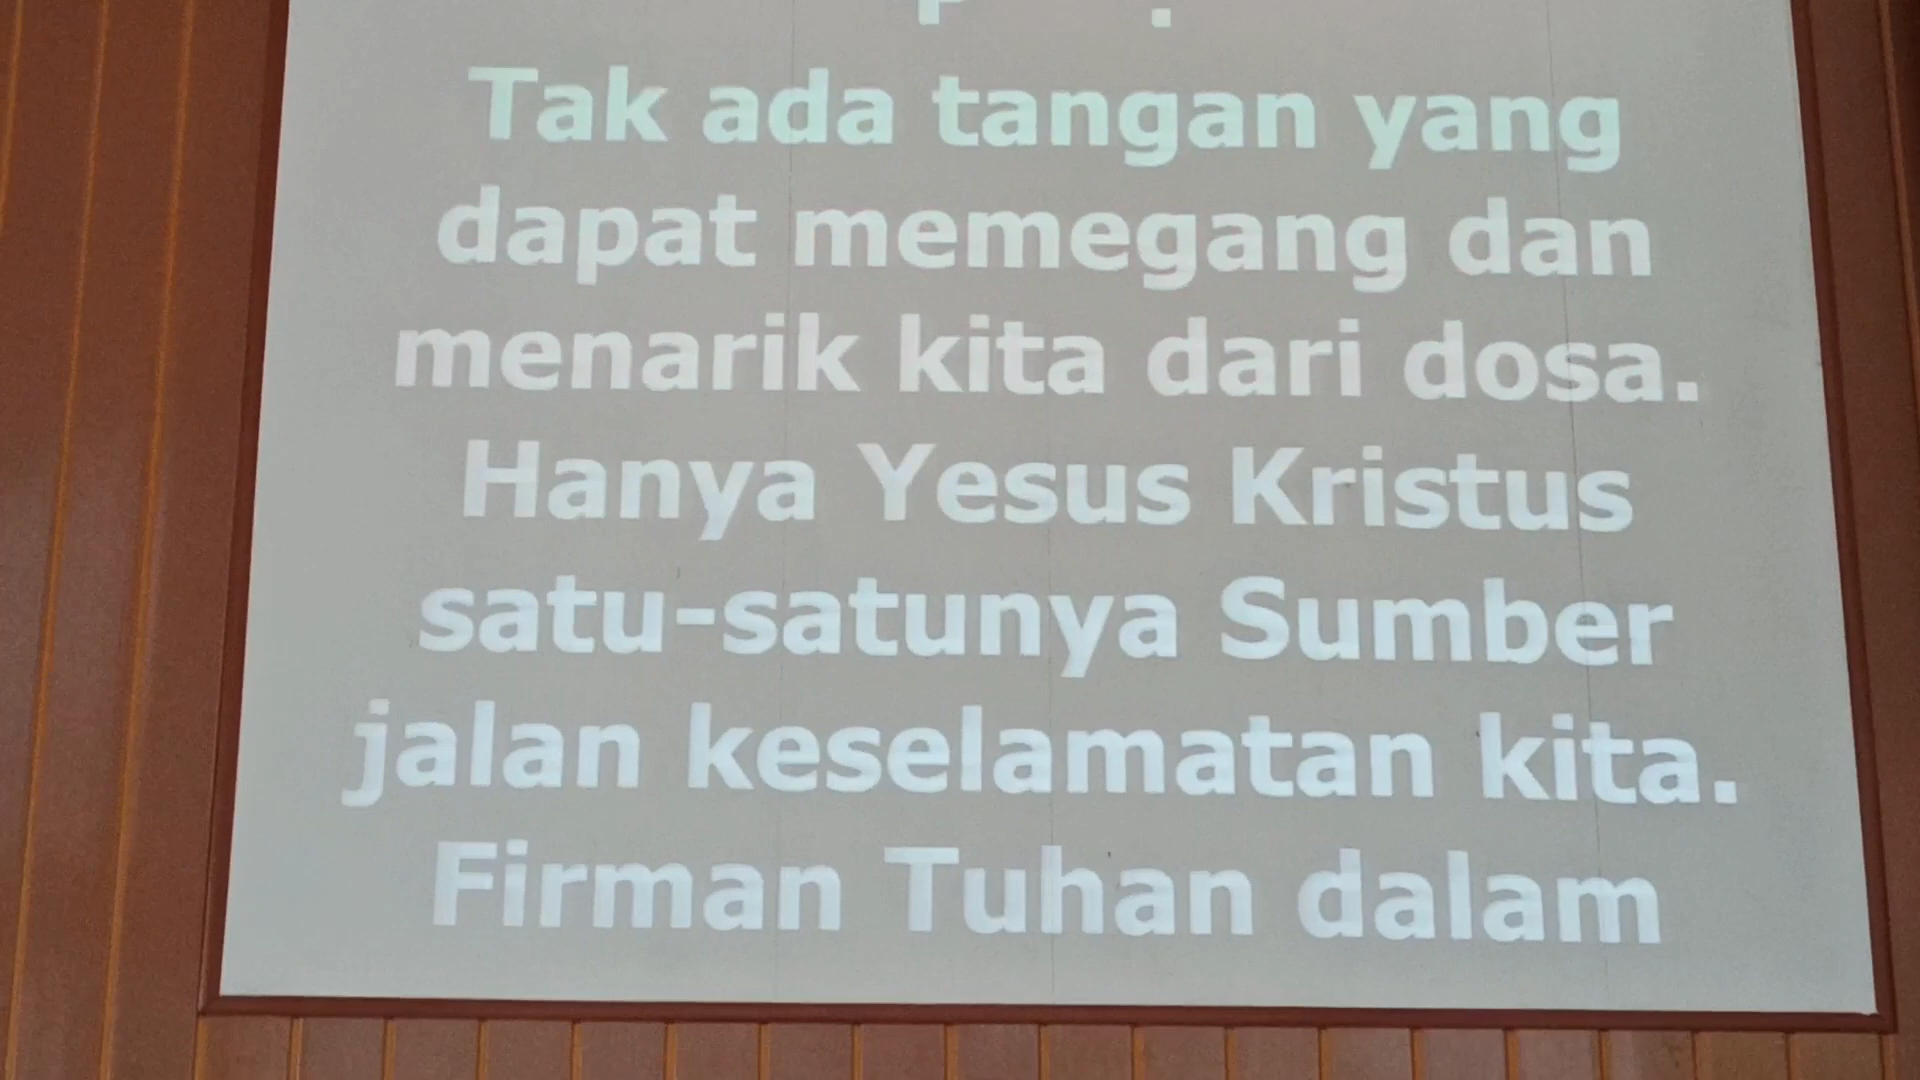 Tak ada tangan yang
dapat memegang dan
menarik kita dari dosa.
Hanya Yesus Kristus
satu-satunya Sumber
jalan keselamatan kita.
Firman Tuhan dalam